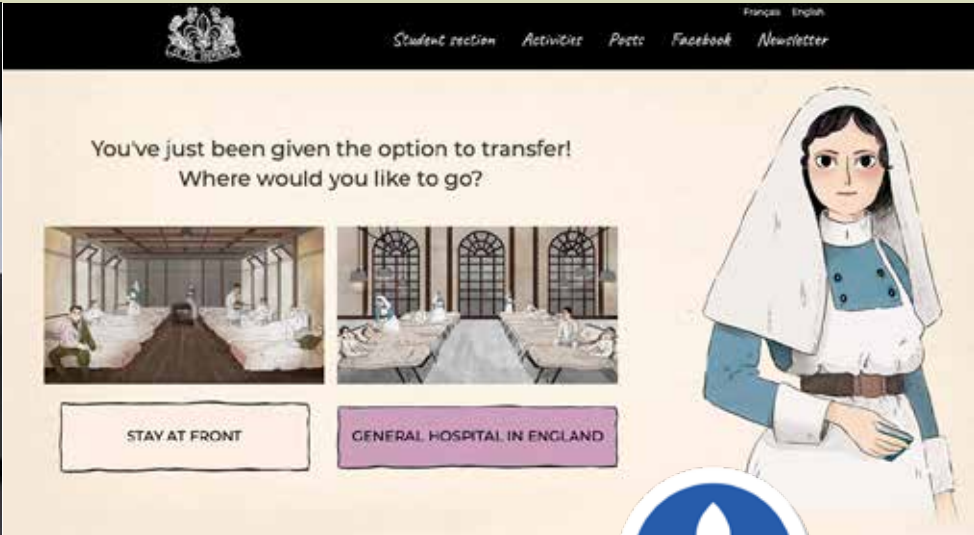 Français English
Student section Activities Posts Facebook Newsletter
You've just been given the option to transfer!
Where would you like to go?
STAY AT FRONT
GENERAL HOSPITAL IN ENGLAND